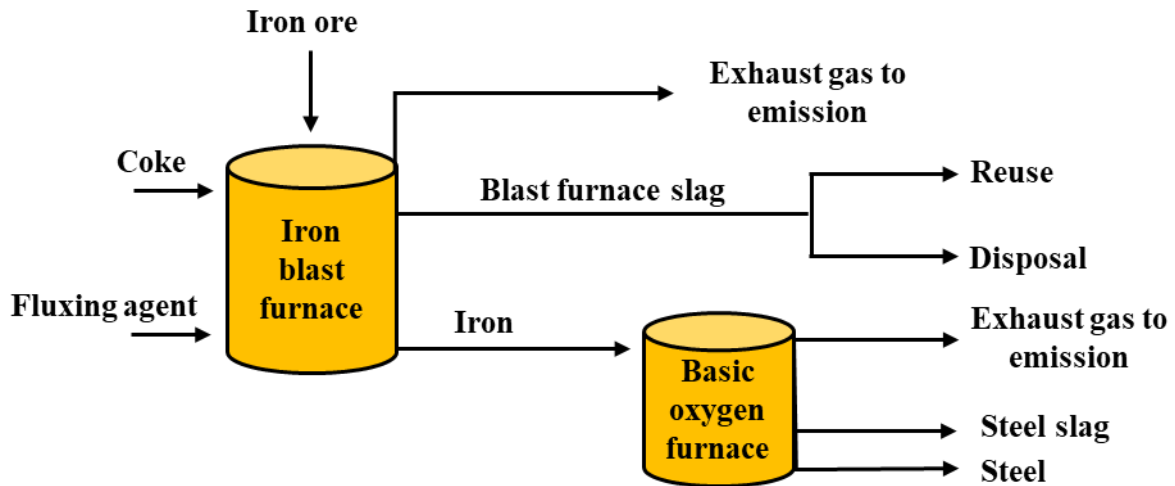 Iron ore
Exhaust gas to
emission
Coke
Blast furnace slag
Reuse
Iron
blast
furnace
Disposal
Fluxing agent
Iron
Exhaust gas to
emission
Basic
oxygen
furnace
Steel slag
Steel